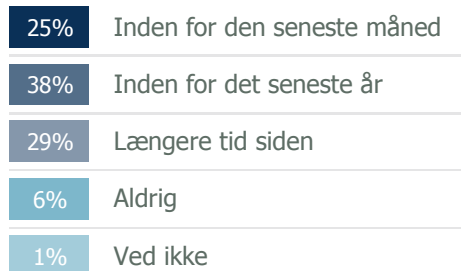 25% Inden for den seneste måned
38% Inden for det seneste år
29% Længere tid siden
6% Aldrig
1% Ved ikke